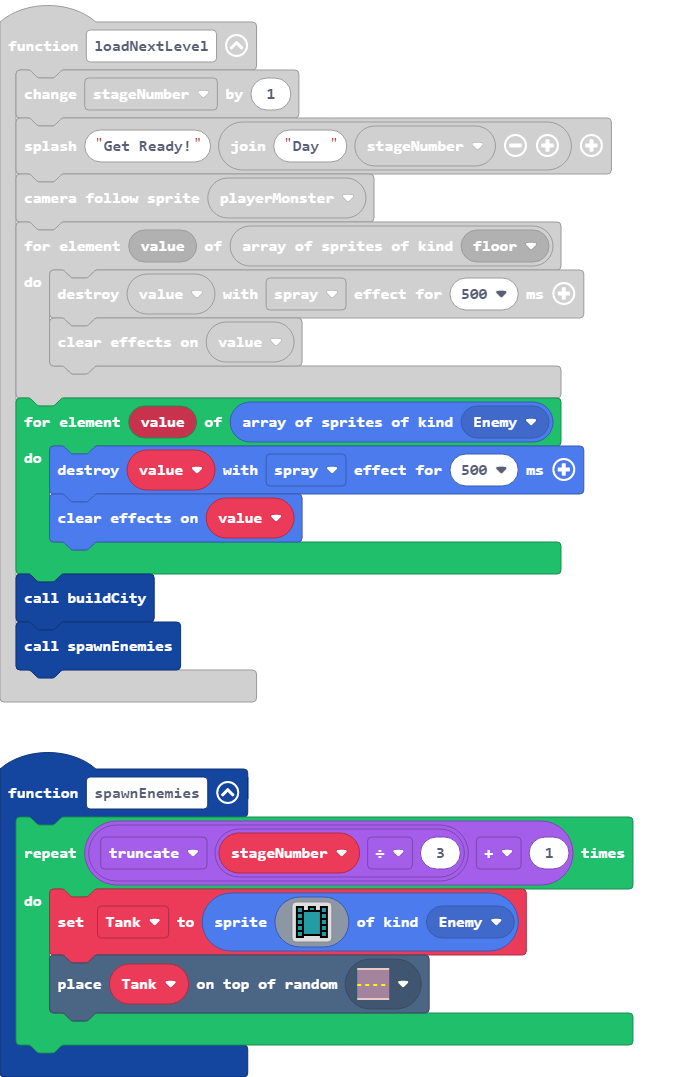 function loadNextLevel
change stageNumber by 1
splash "Get Ready!" join "Day " stageNumber
camera follow sprite playerMonster
for element value of array of sprites of kind floor
do
destroy value with spray effect for 500 ms
clear effects on value
for element value of array of sprites of kind Enemy
do
destroy value with spray effect for 500 ms
clear effects on value
call buildCity
call spawnEnemies
function spawnEnemies
repeat truncate stageNumber ÷ 3 + 1 times
do
set Tank to sprite of kind Enemy
place Tank on top of random